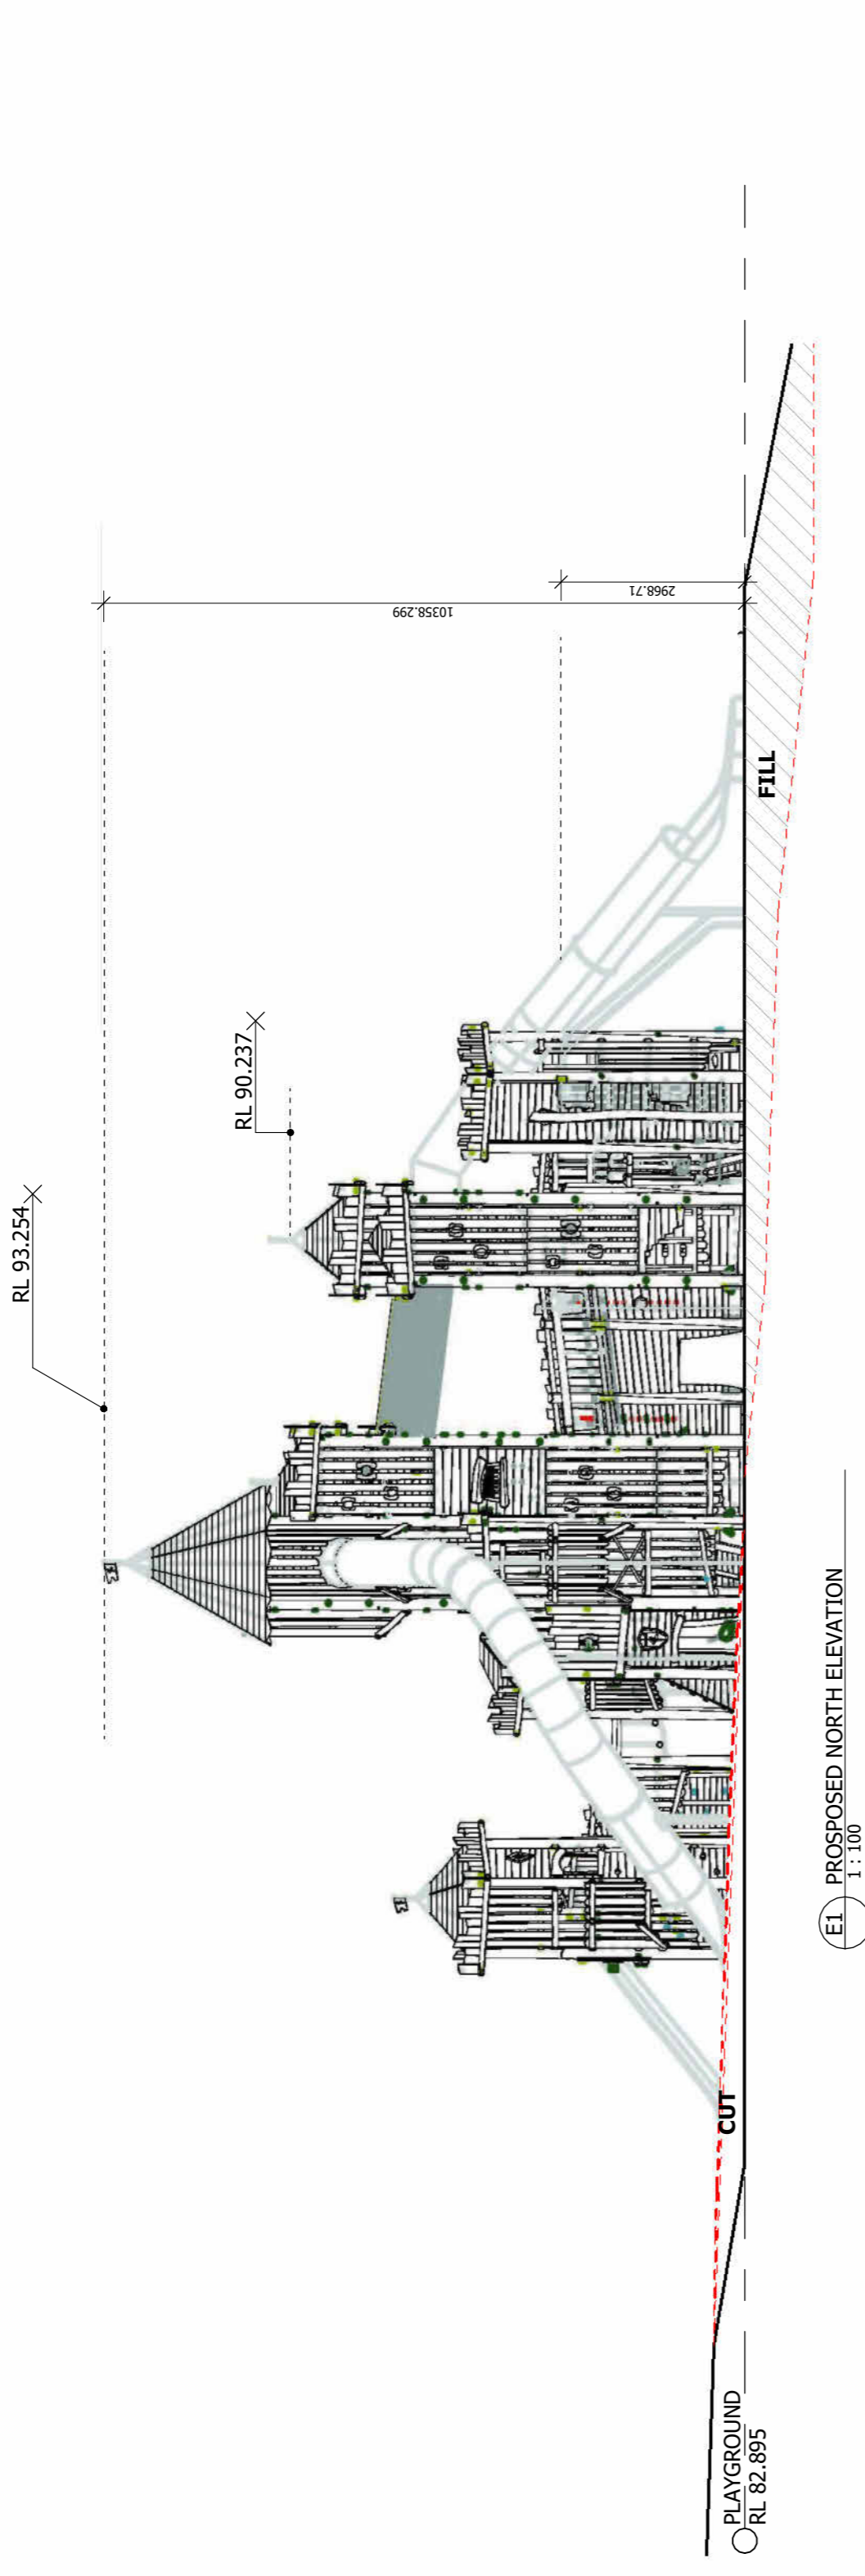 RL 93.254
RL 90.237
10358.299
2968.71
FILL
CUT
PLAYGROUND
RL 82.895
E1 PROSPOSED NORTH ELEVATION
1 : 100